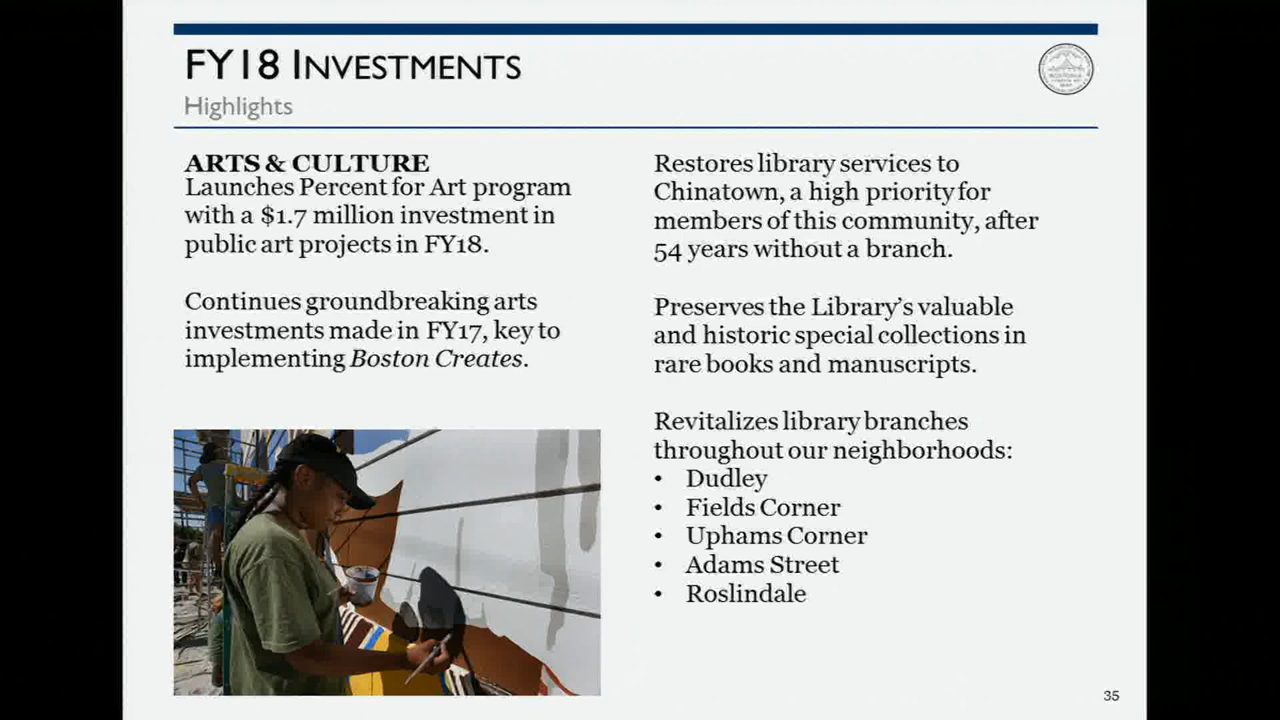 FY18 INVESTMENTS
Highlights
ARTS & CULTURE
Launches Percent for Art program
with a $1.7 million investment in
public art projects in FY18.
Continues groundbreaking arts
investments made in FY17, key to
implementing Boston Creates.
Restores library services to
Chinatown, a high priority for
members of this community, after
54 years without a branch.
Preserves the Library's valuable
and historic special collections in
rare books and manuscripts.
Revitalizes library branches
throughout our neighborhoods:
• Dudley
• Fields Corner
• Uphams Corner
• Adams Street
• Roslindale
35